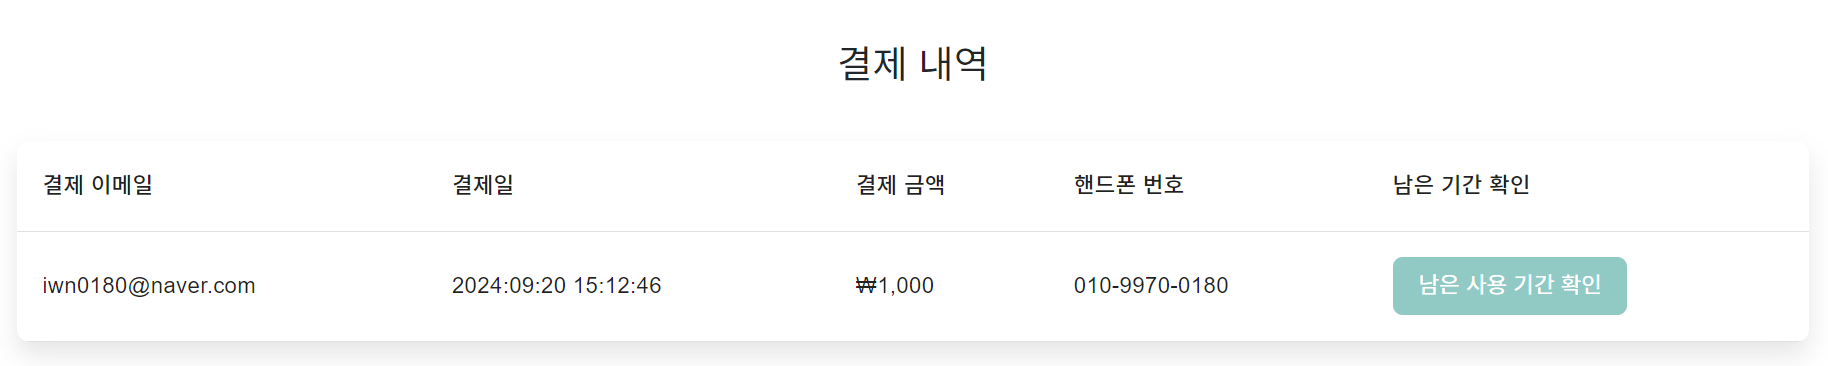 결제 내역
결제 이메일 결제일 결제 금액 핸드폰 번호 남은 기간 확인
iwn0180@naver.com 2024:09:20 15:12:46 ₩1,000 010-9970-0180 남은 사용 기간 확인